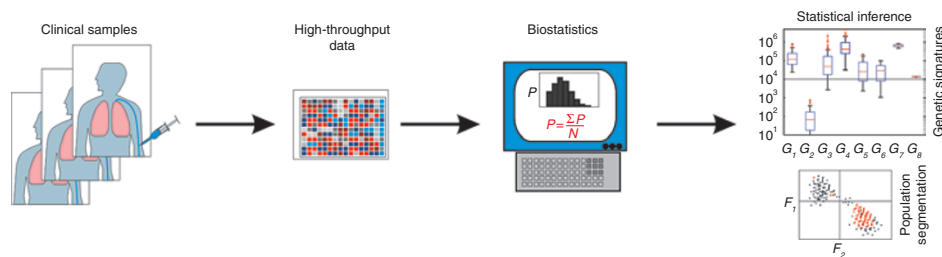 Clinical samples
High-throughput
data
Biostatistics
Statistical inference
P
P=ΣP
N
10⁶
10⁵
10⁴
10³
10²
10¹
G₁ G₂ G₃ G₄ G₅ G₆ G₇ G₈
Genetic signatures
F₁
F₂
Population
segmentation